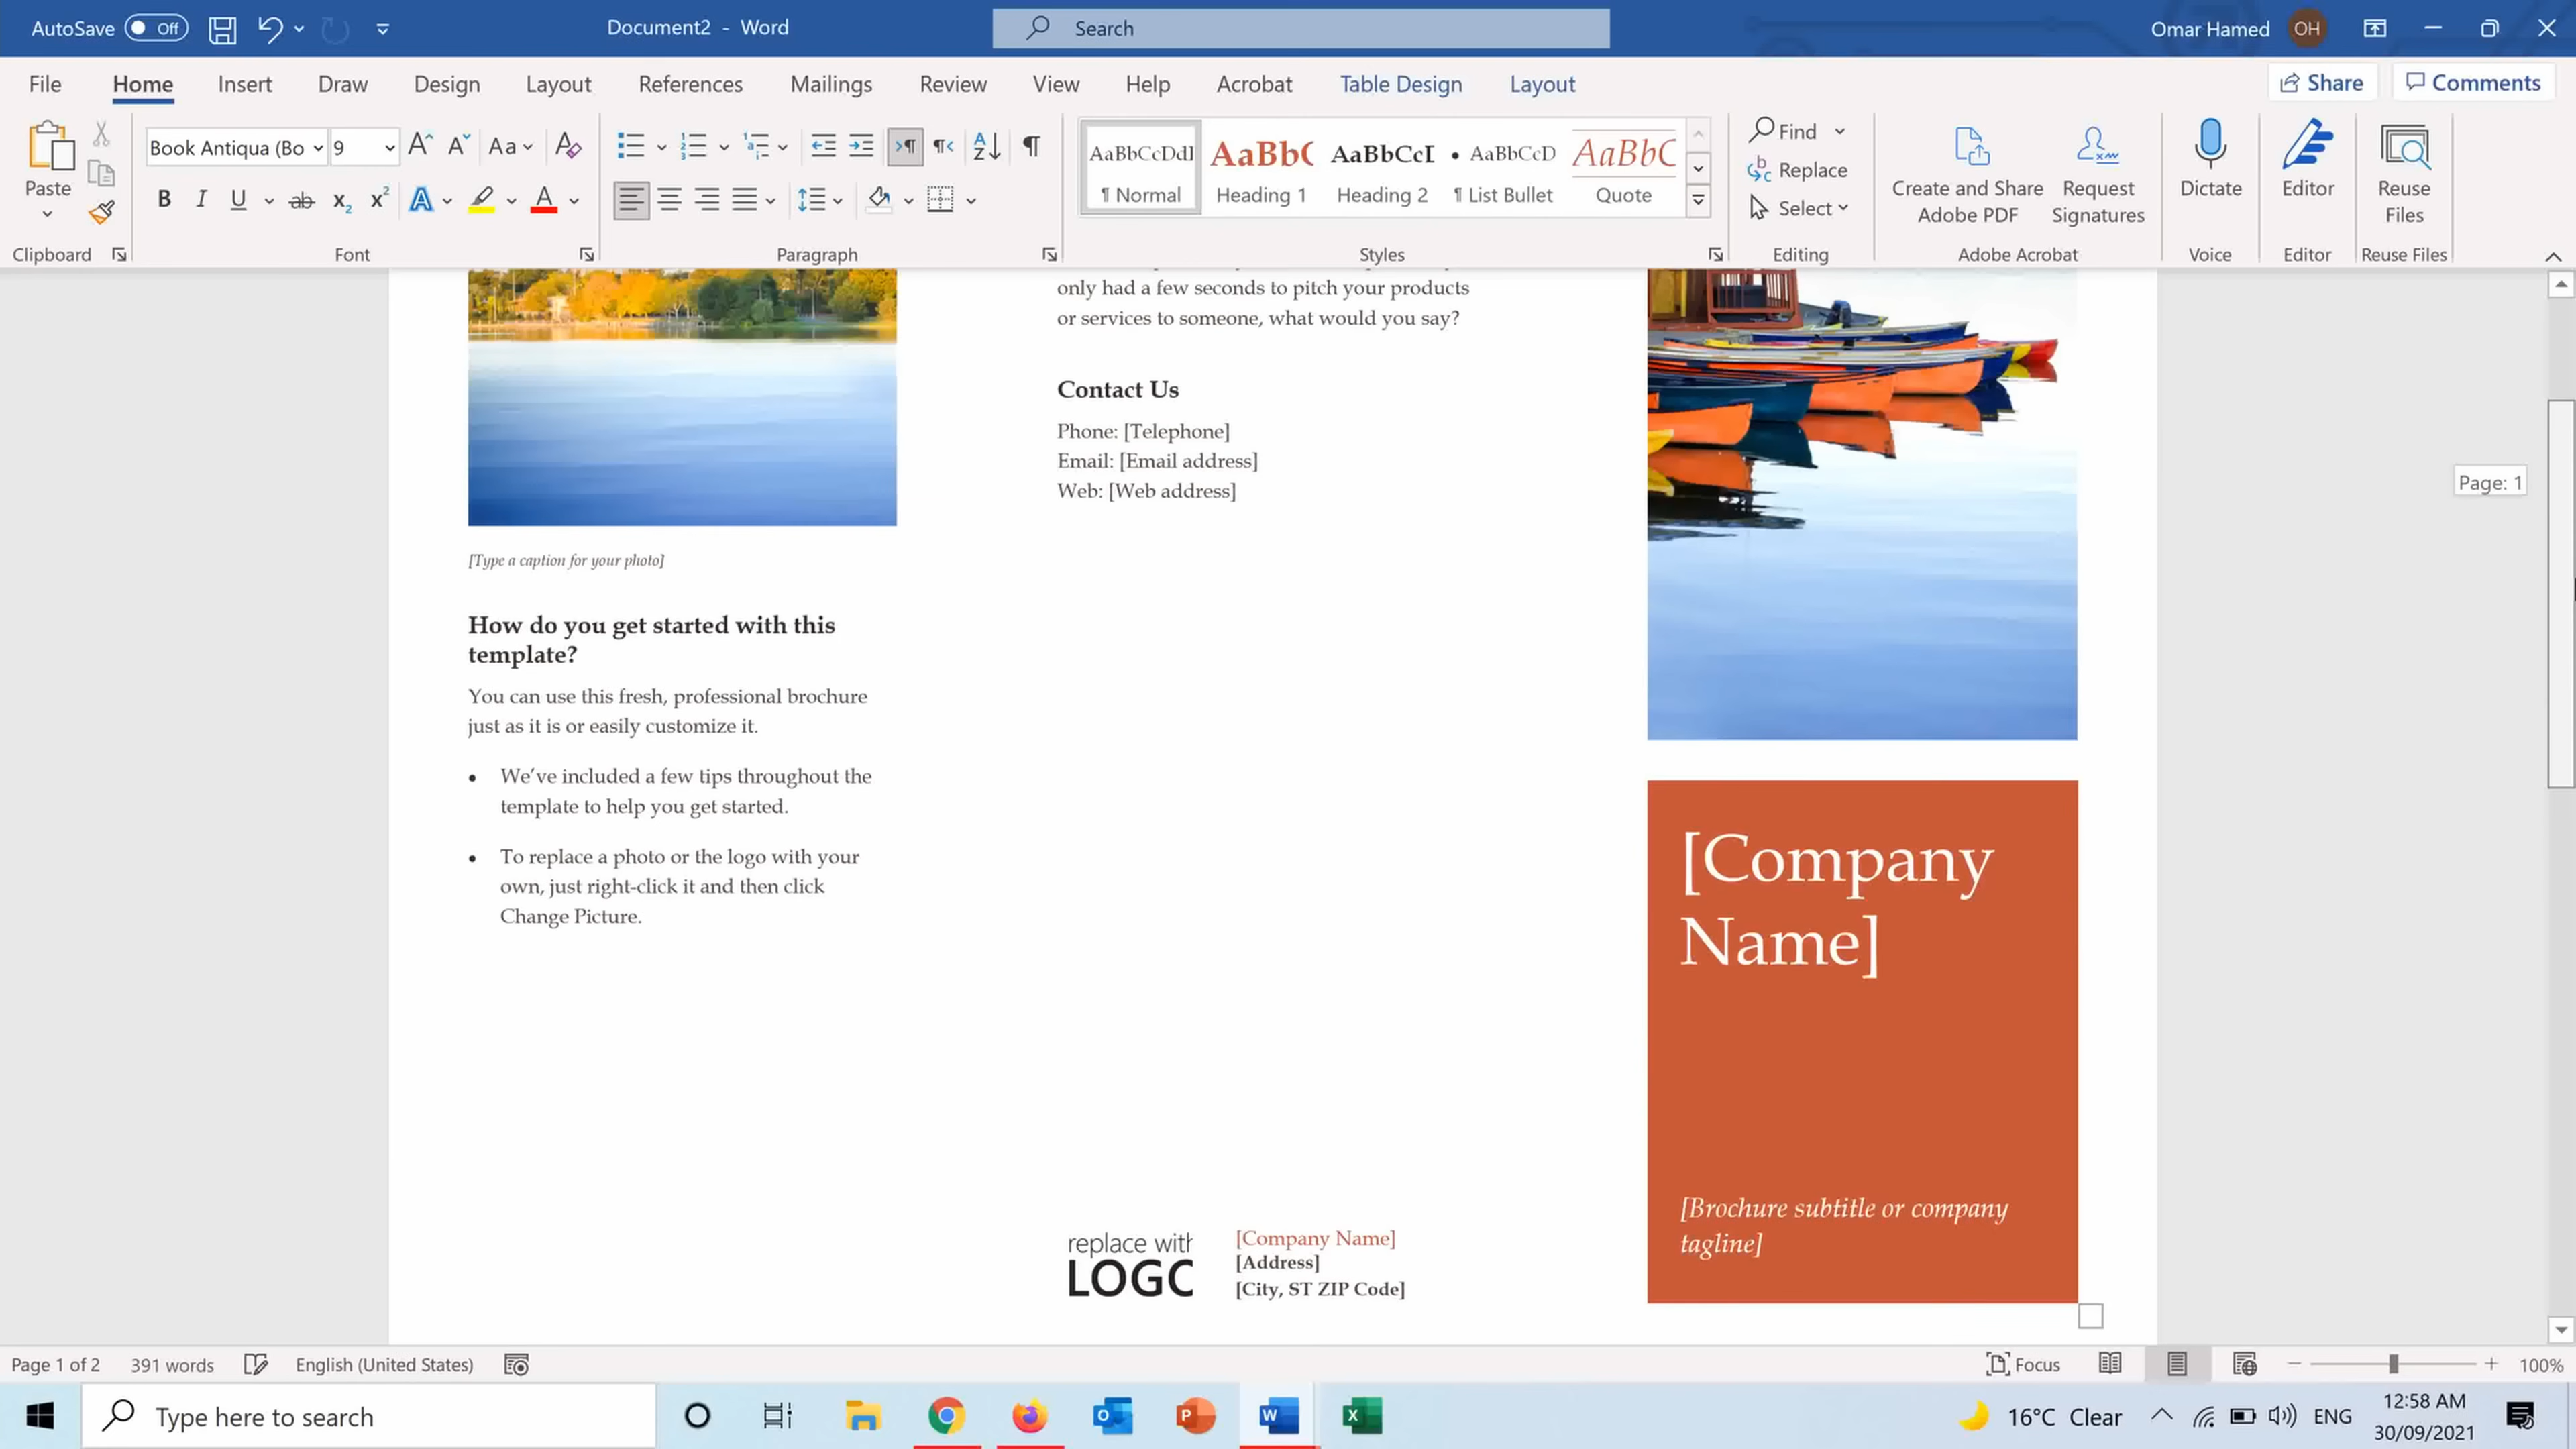 AutoSave Off Document2 - Word Search Omar Hamed OH
File Home Insert Draw Design Layout References Mailings Review View Help Acrobat Table Design Layout Share Comments
Paste
Clipboard
Book Antiqua (Bo 9
Aa
B I U ab x₂ x² A A
Font
Paragraph
AaBbCcDdI AaBbC AaBbCcI • AaBbCcD AaBbC
¶ Normal Heading 1 Heading 2 ¶ List Bullet Quote
Styles
Find
Replace
Select
Editing
Create and Share
Adobe PDF
Request
Signatures
Adobe Acrobat
Dictate
Voice
Editor
Editor
Reuse
Files
Reuse Files
[Type a caption for your photo]
How do you get started with this
template?
You can use this fresh, professional brochure
just as it is or easily customize it.
• We’ve included a few tips throughout the
template to help you get started.
• To replace a photo or the logo with your
own, just right-click it and then click
Change Picture.
only had a few seconds to pitch your products
or services to someone, what would you say?
Contact Us
Phone: [Telephone]
Email: [Email address]
Web: [Web address]
replace with
LOGC
[Company Name]
[Address]
[City, ST ZIP Code]
[Company
Name]
[Brochure subtitle or company
tagline]
Page: 1
Page 1 of 2 391 words English (United States) Focus 100%
Type here to search
16°C Clear ENG
12:58 AM
30/09/2021